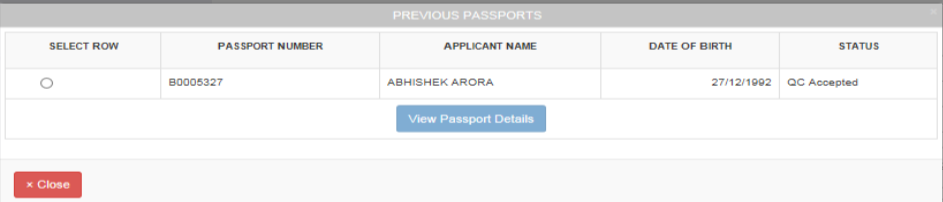 PREVIOUS PASSPORTS ×
SELECT ROW PASSPORT NUMBER APPLICANT NAME DATE OF BIRTH STATUS
B0005327 ABHISHEK ARORA 27/12/1992 QC Accepted
View Passport Details
× Close